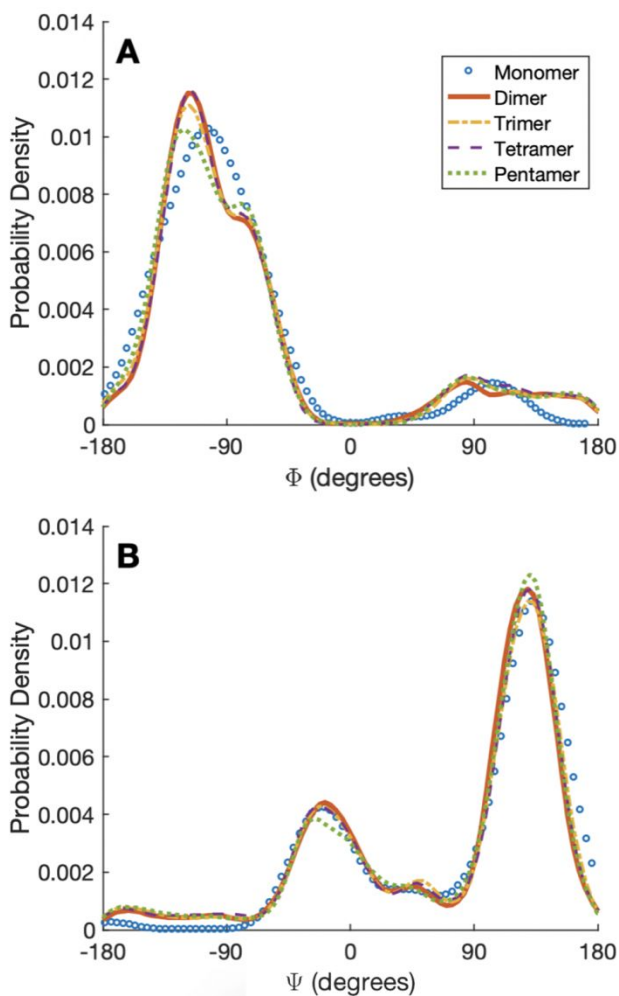 0.014
A
0.012
0.01
0.008
0.006
0.004
0.002
0
Probability Density
Monomer
Dimer
Trimer
Tetramer
Pentamer
-180
-90
0
90
180
Φ (degrees)
0.014
B
0.012
0.01
0.008
0.006
0.004
0.002
0
Probability Density
-180
-90
0
90
180
Ψ (degrees)